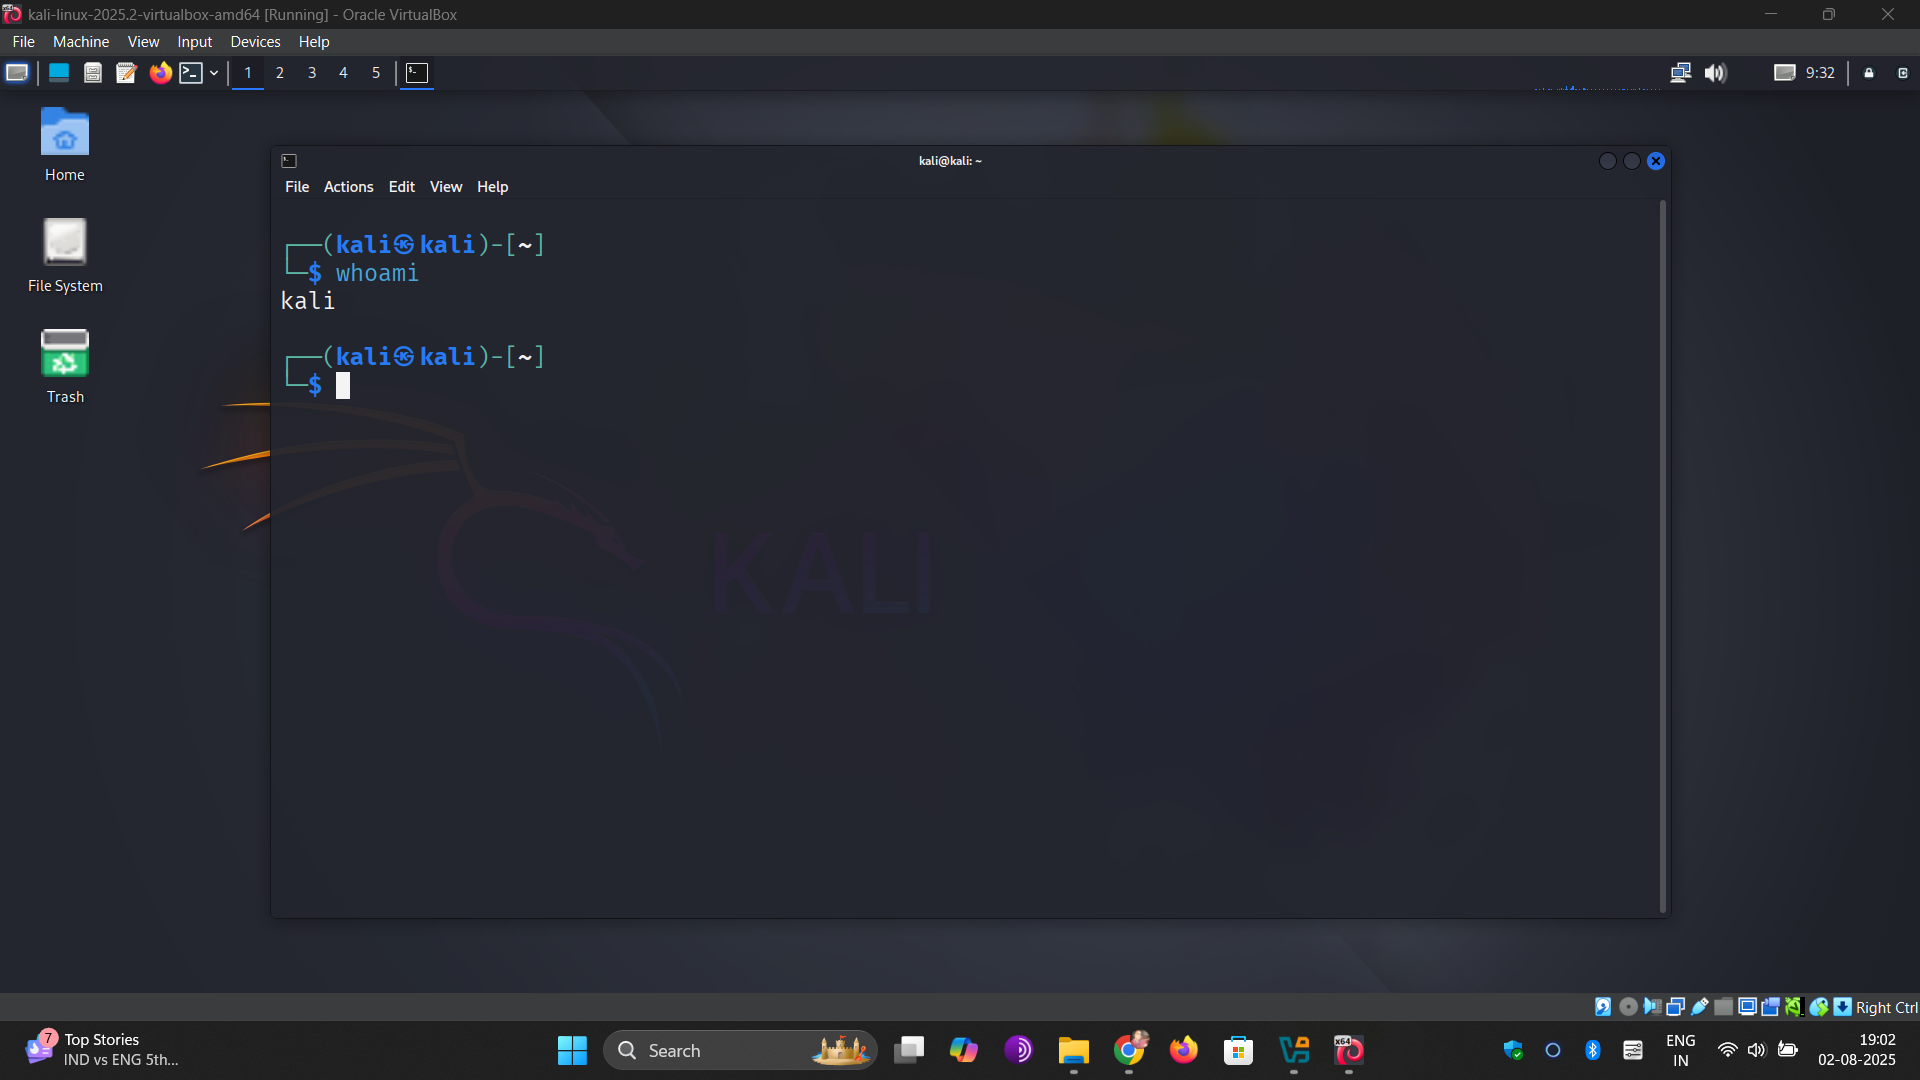 kali-linux-2025.2-virtualbox-amd64 [Running] - Oracle VirtualBox
File Machine View Input Devices Help
1 2 3 4 5
9:32
Home
File System
Trash
kali@kali: ~
File Actions Edit View Help
┌──(kali㉿kali)-[~]
└─$ whoami
kali
┌──(kali㉿kali)-[~]
└─$
KALI
Right Ctrl
7
Top Stories
IND vs ENG 5th...
Search
X64
ENG
IN
19:02
02-08-2025